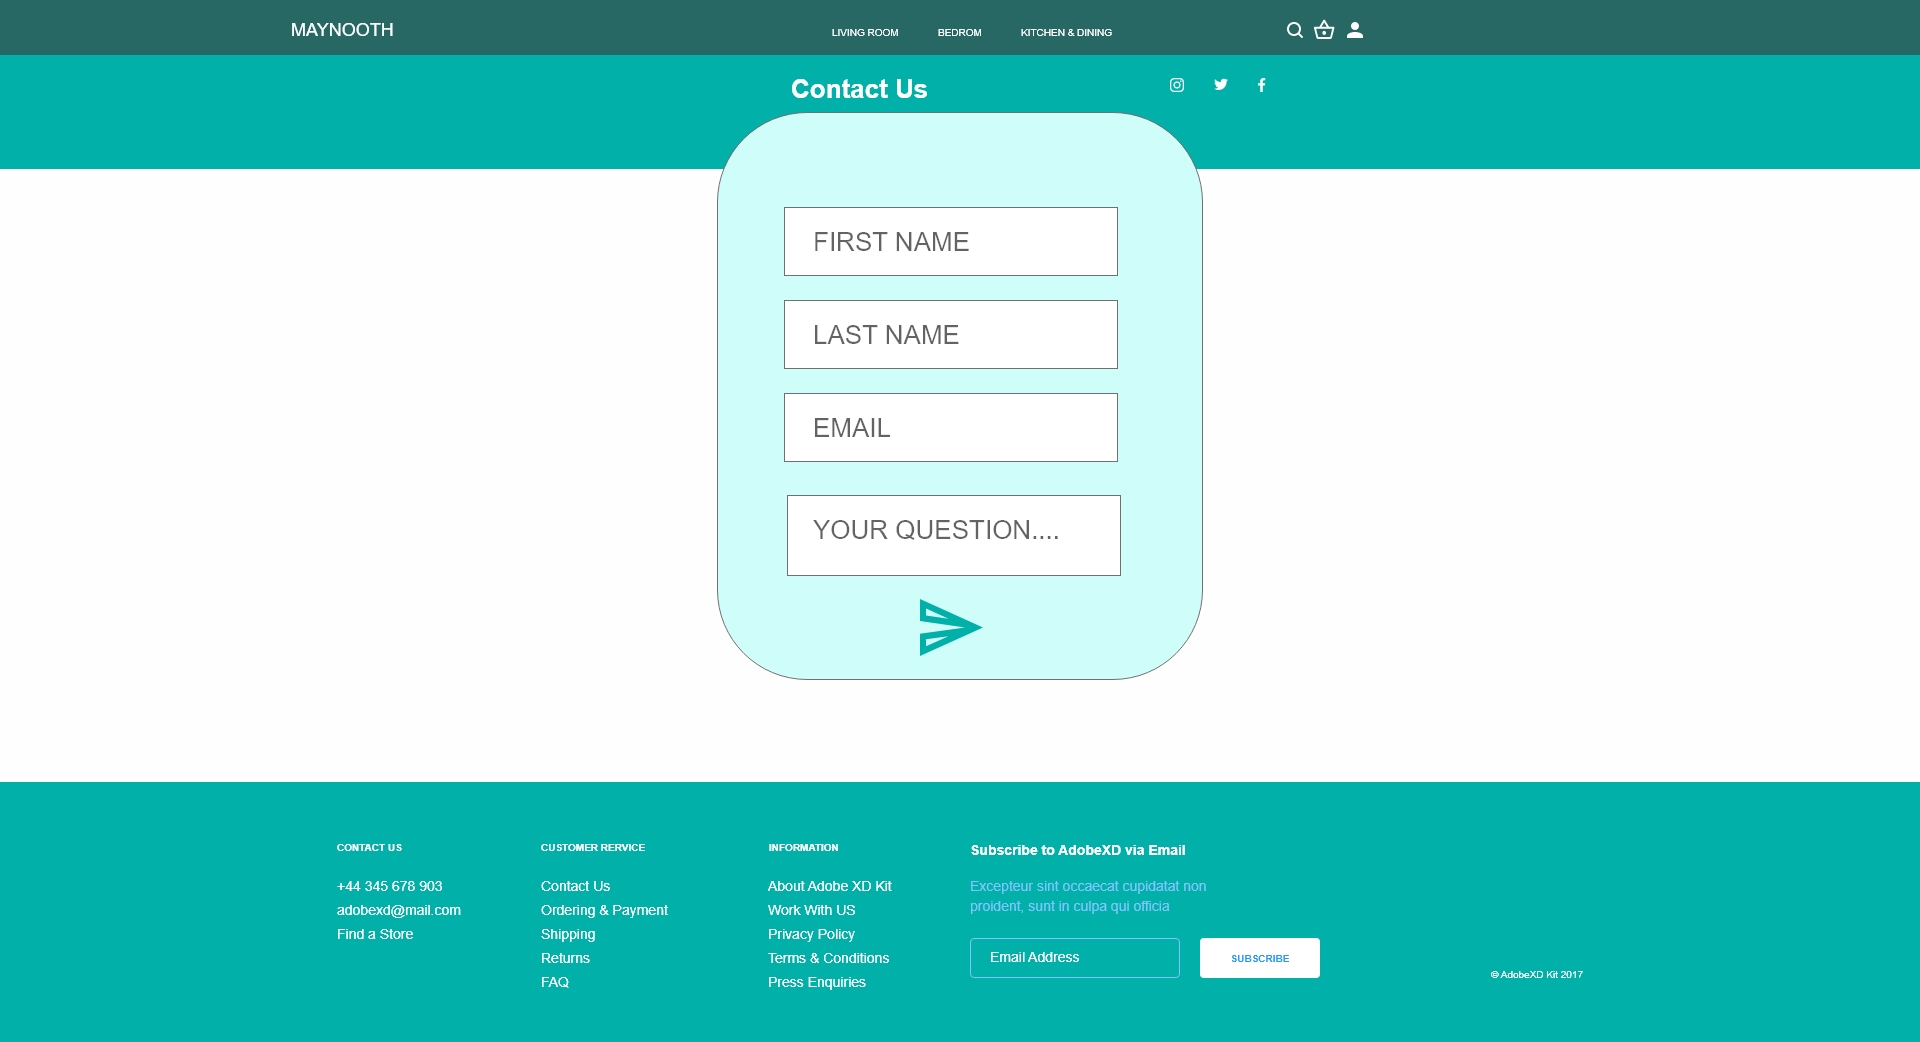 MAYNOOTH
LIVING ROOM
BEDROM
KITCHEN & DINING
Contact Us
FIRST NAME
LAST NAME
EMAIL
YOUR QUESTION....
CONTACT US
+44 345 678 903
adobexd@mail.com
Find a Store
CUSTOMER RERVICE
Contact Us
Ordering & Payment
Shipping
Returns
FAQ
INFORMATION
About Adobe XD Kit
Work With US
Privacy Policy
Terms & Conditions
Press Enquiries
Subscribe to AdobeXD via Email
Excepteur sint occaecat cupidatat non
proident, sunt in culpa qui officia
Email Address
SUBSCRIBE
© AdobeXD Kit 2017